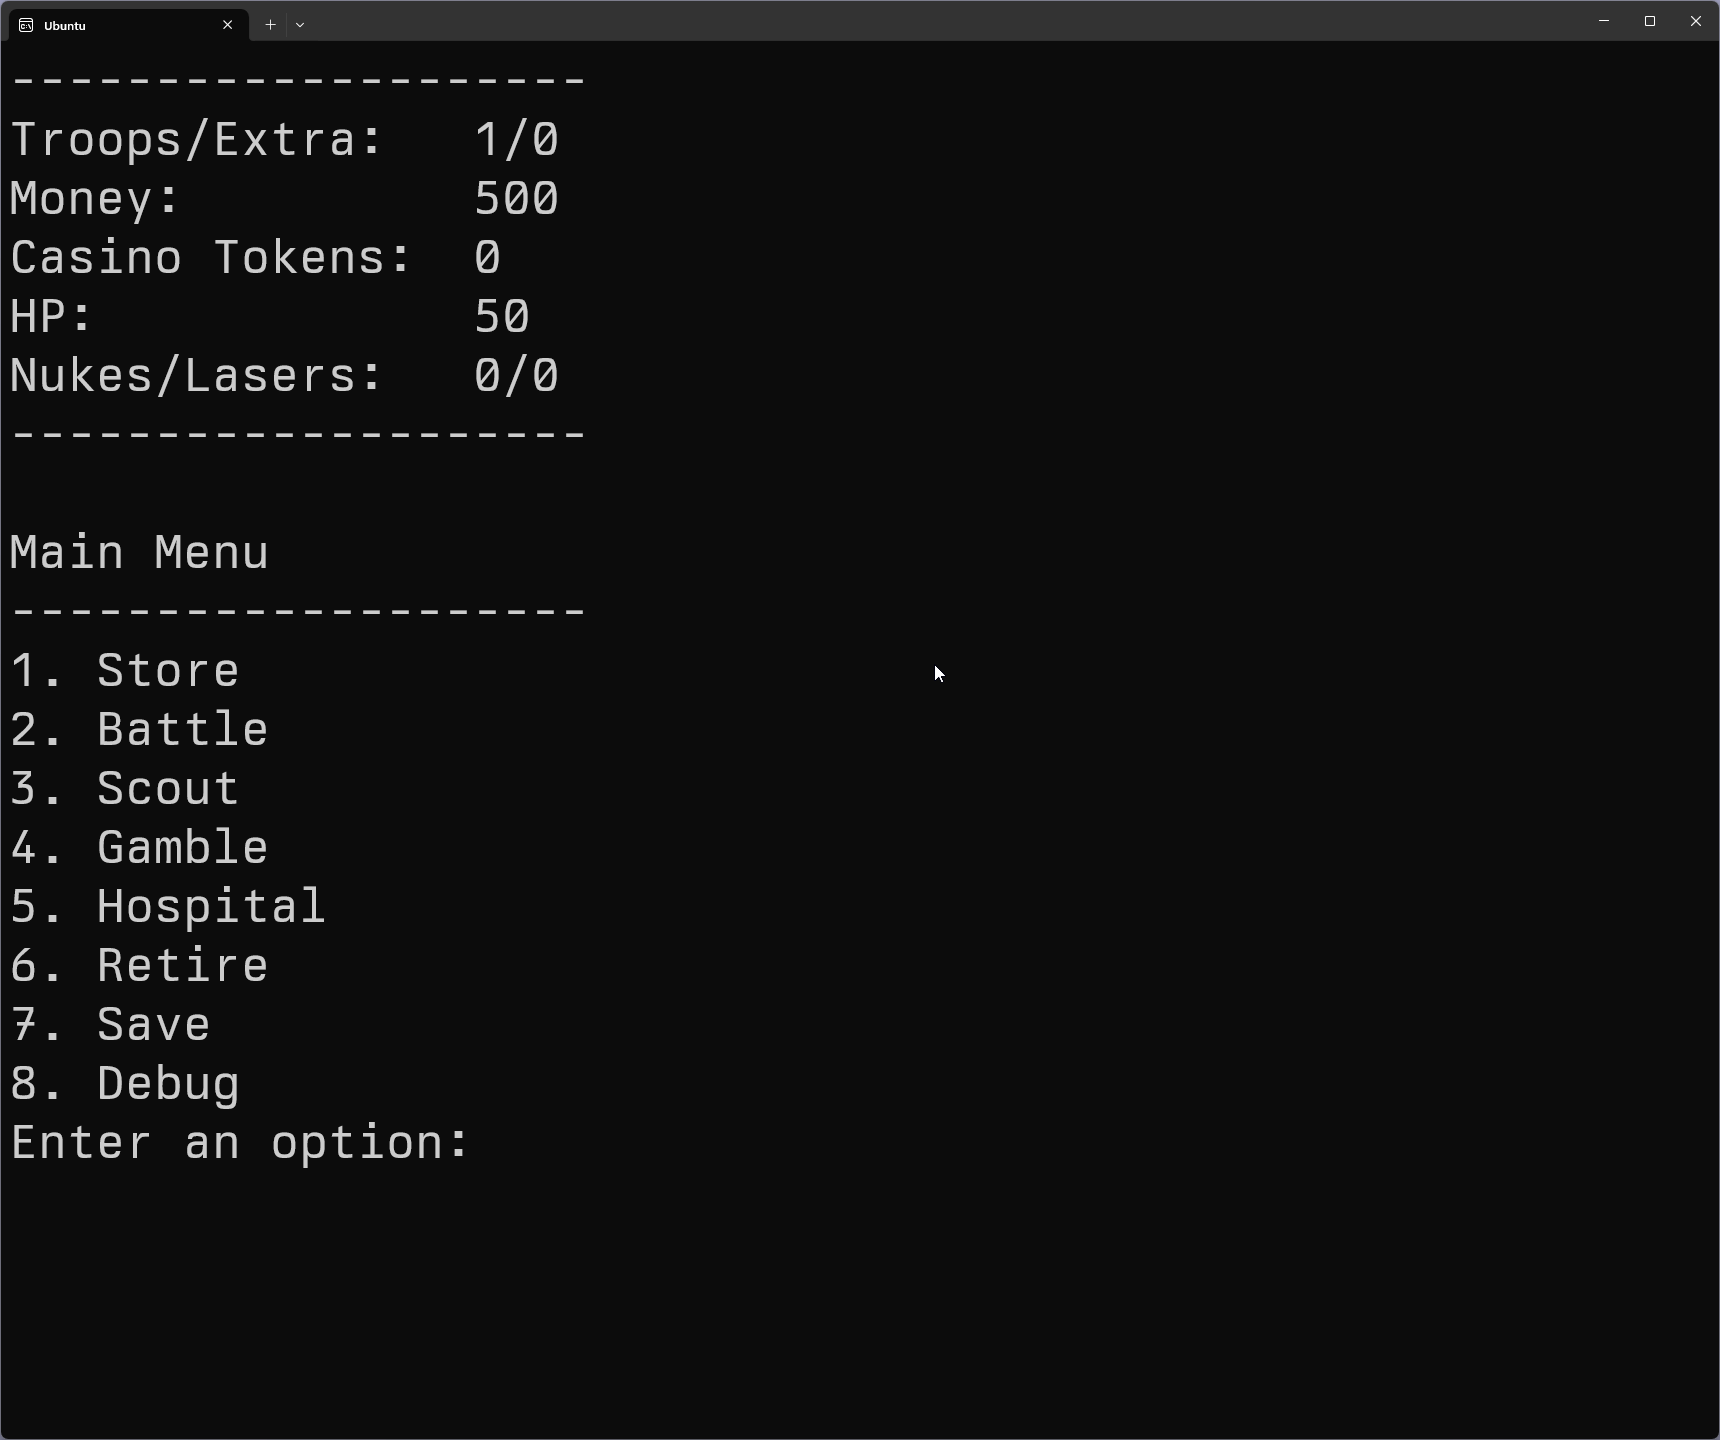 Ubuntu
--------------------
Troops/Extra:   1/0
Money:          500
Casino Tokens:  0
HP:             50
Nukes/Lasers:   0/0
--------------------
Main Menu
--------------------
1. Store
2. Battle
3. Scout
4. Gamble
5. Hospital
6. Retire
7. Save
8. Debug
Enter an option: